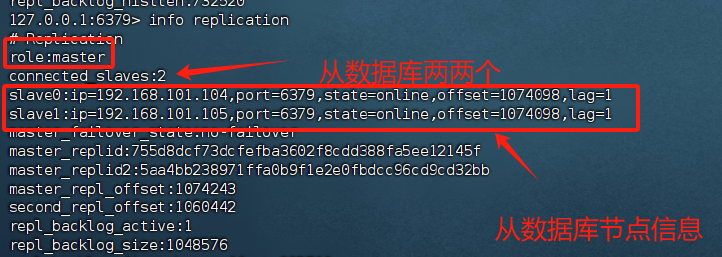 repl_backlog_histlen:732520
127.0.0.1:6379> info replication
# Replication
role:master
connected_slaves:2
从数据库两两个
slave0:ip=192.168.101.104,port=6379,state=online,offset=1074098,lag=1
slave1:ip=192.168.101.105,port=6379,state=online,offset=1074098,lag=1
master_failover_state:no-failover
master_replid:755d8dcf73dcfefba3602f8cdd388fa5ee12145f
master_replid2:5aa4bb238971ffa0b9f1e2e0fbdcc96cd9cd32bb
master_repl_offset:1074243
second_repl_offset:1060442
从数据库节点信息
repl_backlog_active:1
repl_backlog_size:1048576